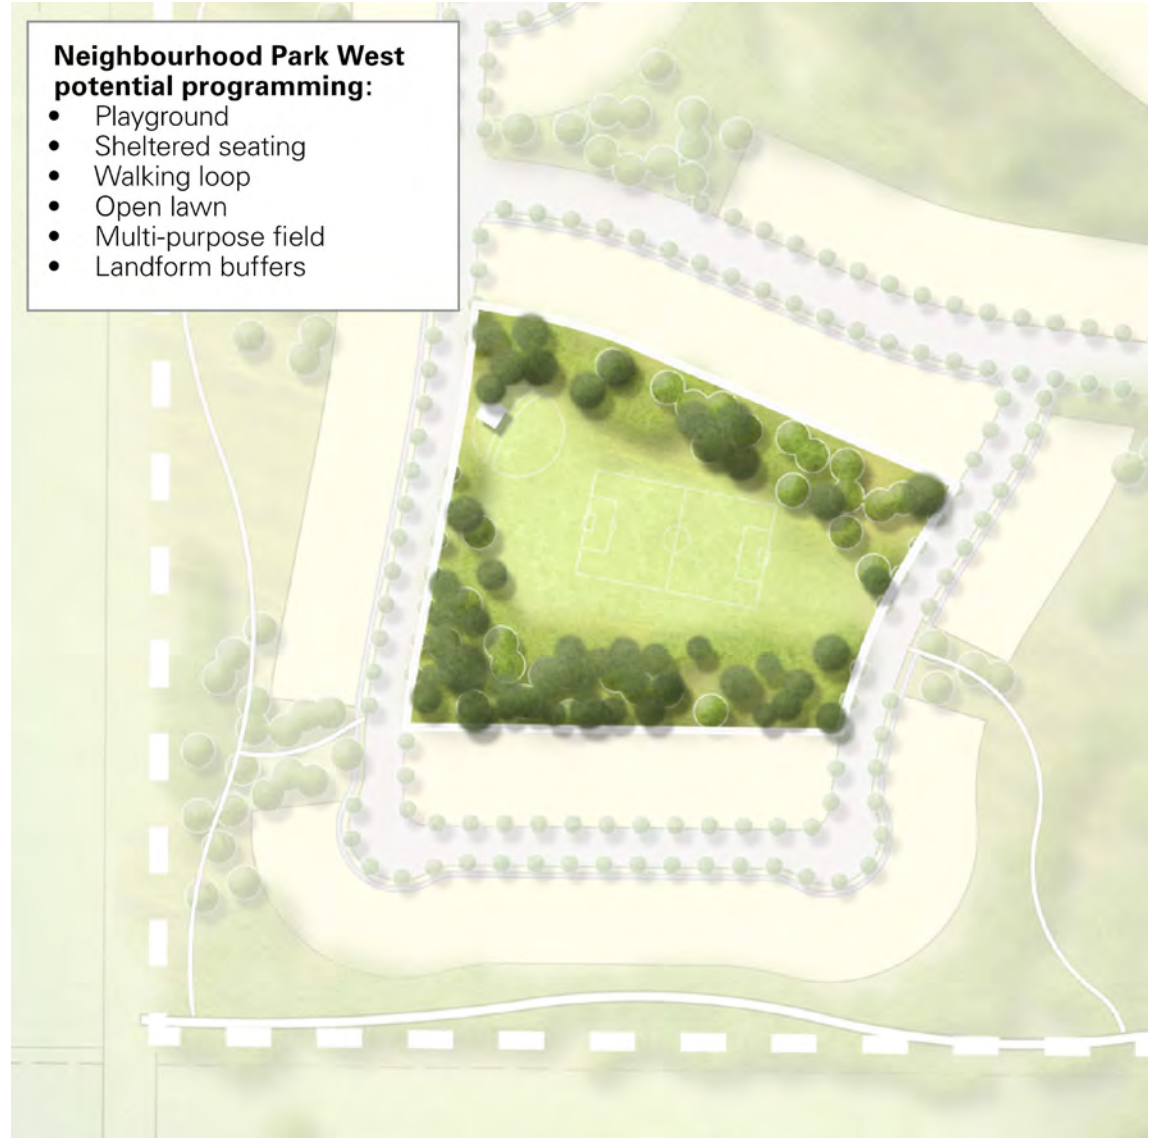 Neighbourhood Park West
potential programming:
• Playground
• Sheltered seating
• Walking loop
• Open lawn
• Multi-purpose field
• Landform buffers